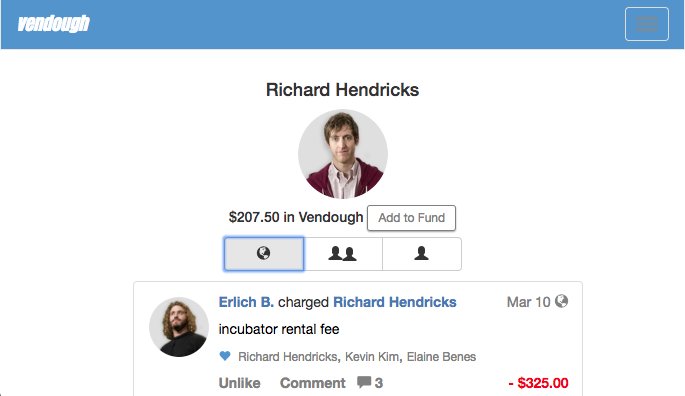 vendough
Richard Hendricks
$207.50 in Vendough Add to Fund
Erlich B. charged Richard Hendricks Mar 10
incubator rental fee
Richard Hendricks, Kevin Kim, Elaine Benes
Unlike Comment 3 - $325.00